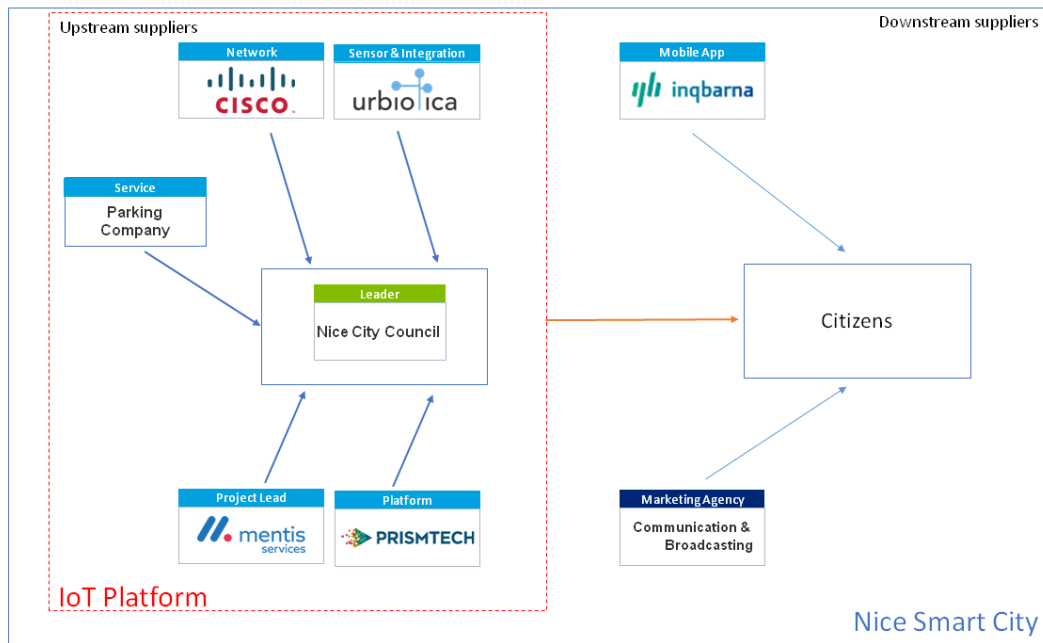 Upstream suppliers
Downstream suppliers
Network
CISCO
Sensor & Integration
urbiotica
Mobile App
inqbarna
Service
Parking
Company
Leader
Nice City Council
Citizens
Project Lead
mentis
services
Platform
PRISMTECH
Marketing Agency
Communication &
Broadcasting
IoT Platform
Nice Smart City